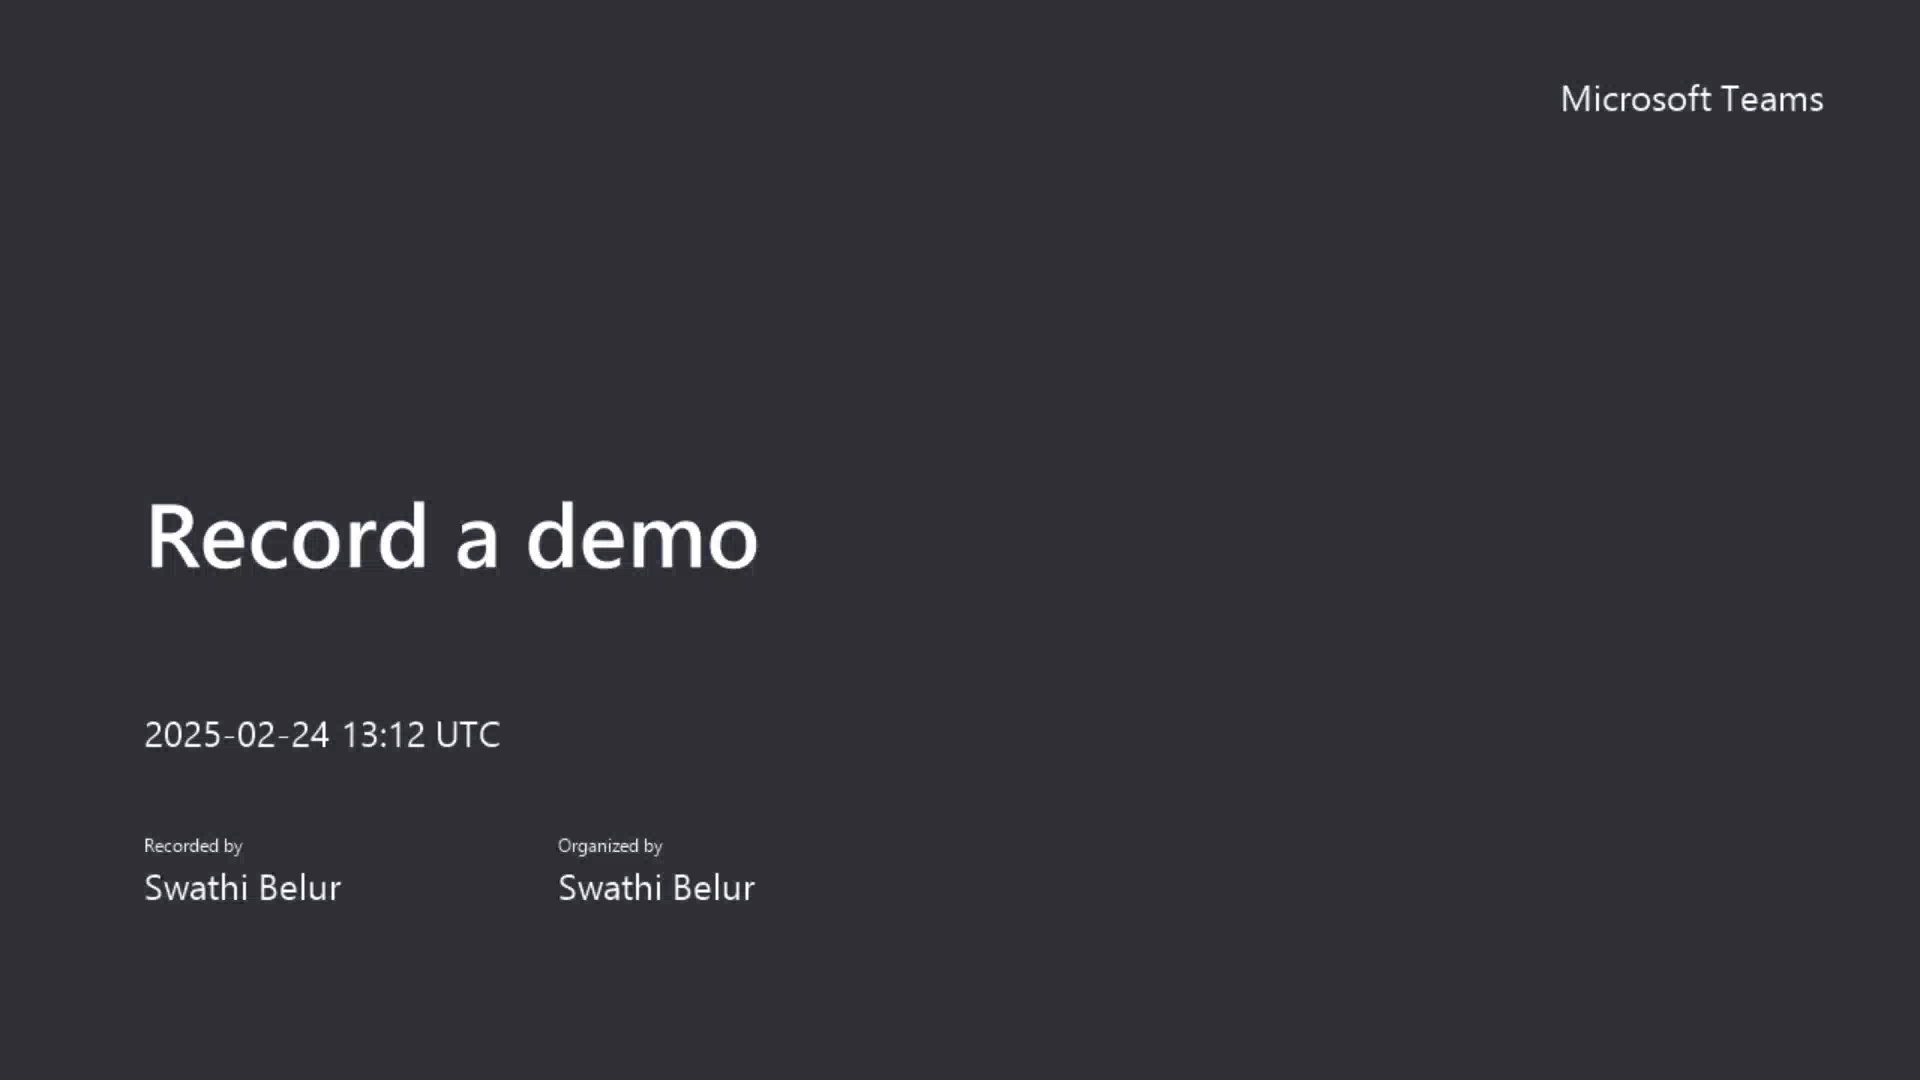 Microsoft Teams
Record a demo
2025-02-24 13:12 UTC
Recorded by
Swathi Belur
Organized by
Swathi Belur